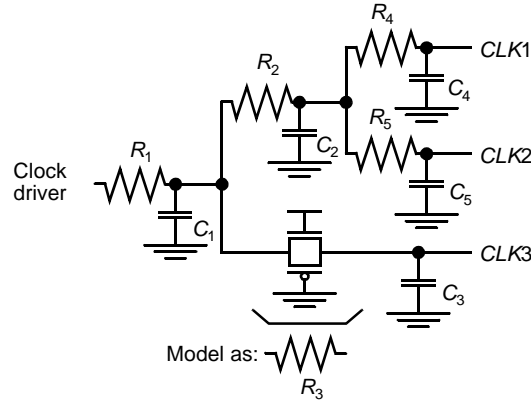 R4
CLK1
R2
C4
R5
C2
R1
CLK2
Clock
driver
C5
C1
CLK3
C3
Model as:
R3